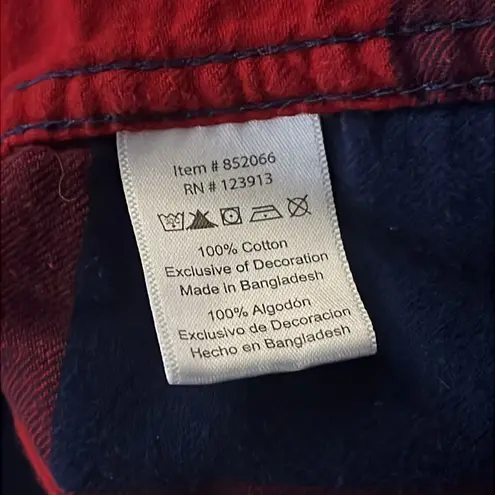 Item # 852066
RN # 123913
100% Cotton
Exclusive of Decoration
Made in Bangladesh
100% Algodón
Exclusivo de Decoracion
Hecho en Bangladesh